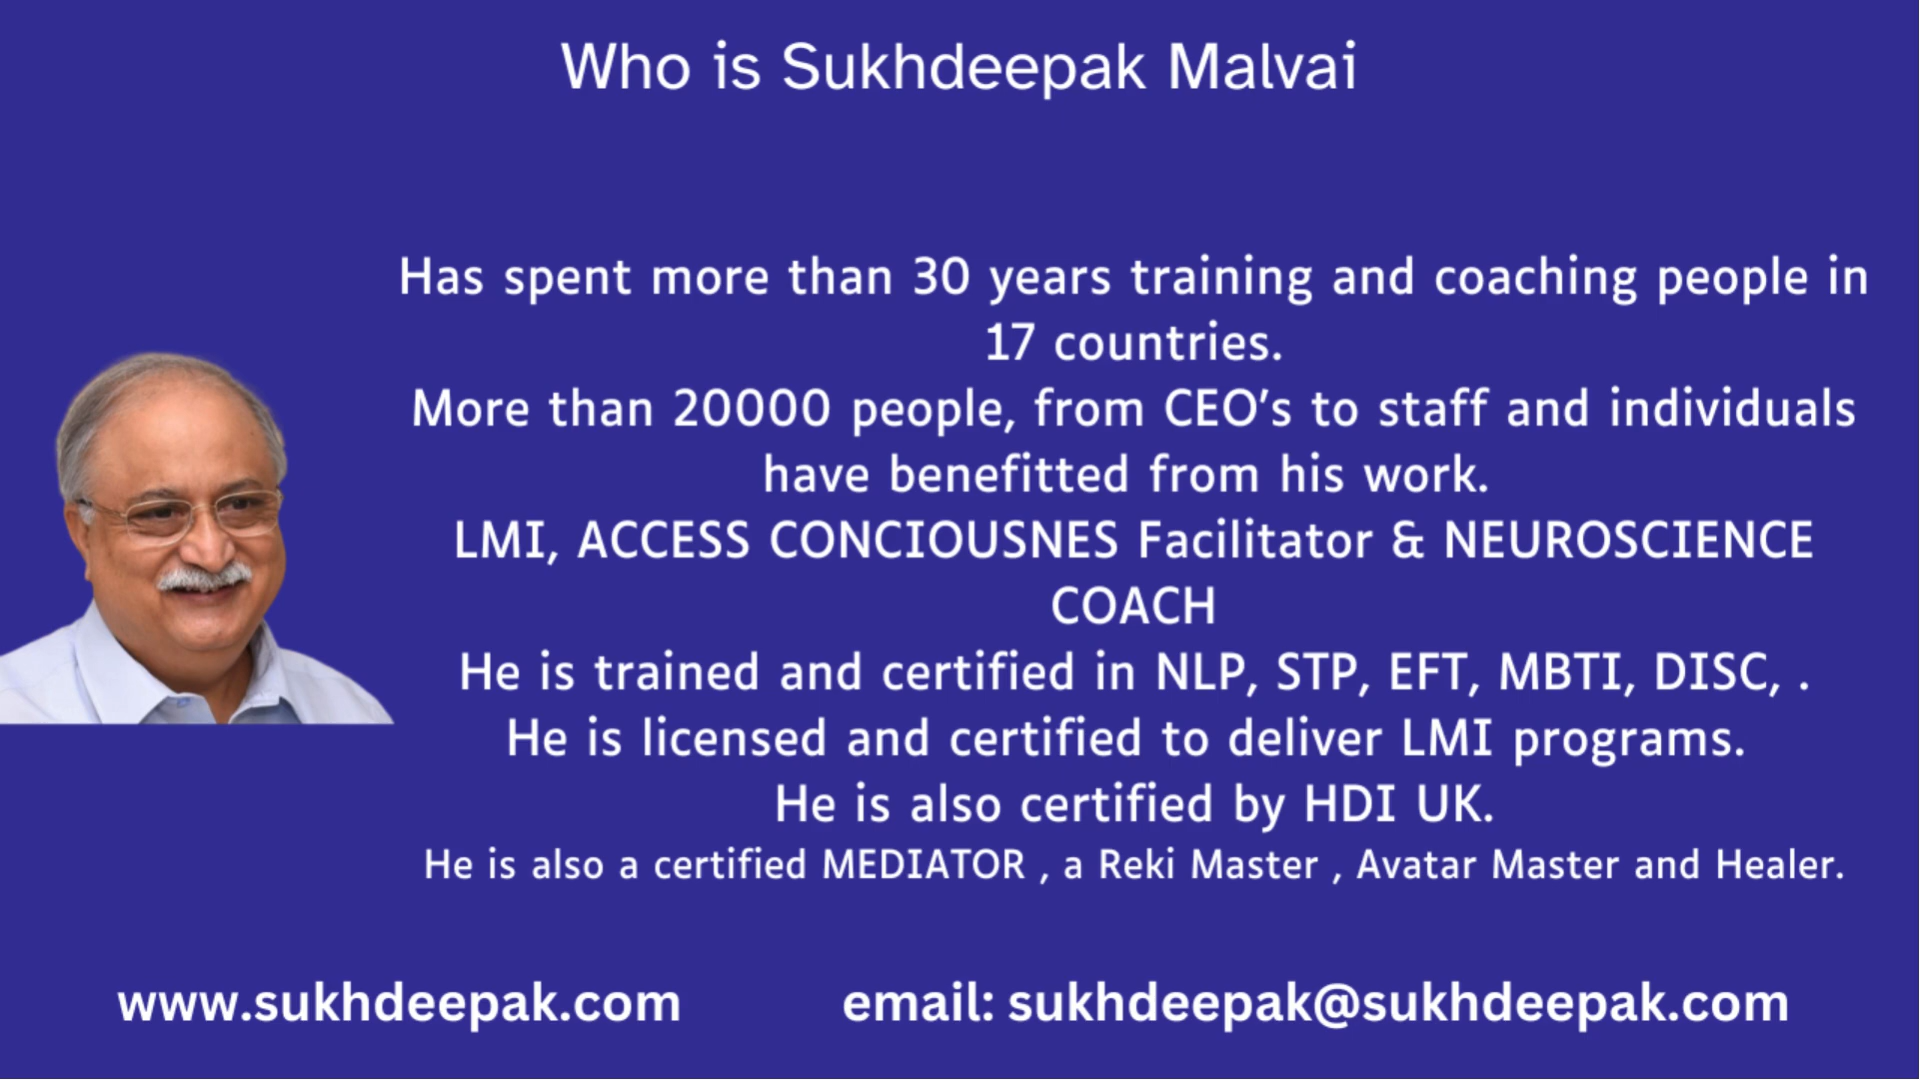 Who is Sukhdeepak Malvai
Has spent more than 30 years training and coaching people in
17 countries.
More than 20000 people, from CEO's to staff and individuals
have benefitted from his work.
LMI, ACCESS CONCIOUSNES Facilitator & NEUROSCIENCE
COACH
He is trained and certified in NLP, STP, EFT, MBTI, DISC, .
He is licensed and certified to deliver LMI programs.
He is also certified by HDI UK.
He is also a certified MEDIATOR , a Reki Master , Avatar Master and Healer.
www.sukhdeepak.com
email: sukhdeepak@sukhdeepak.com